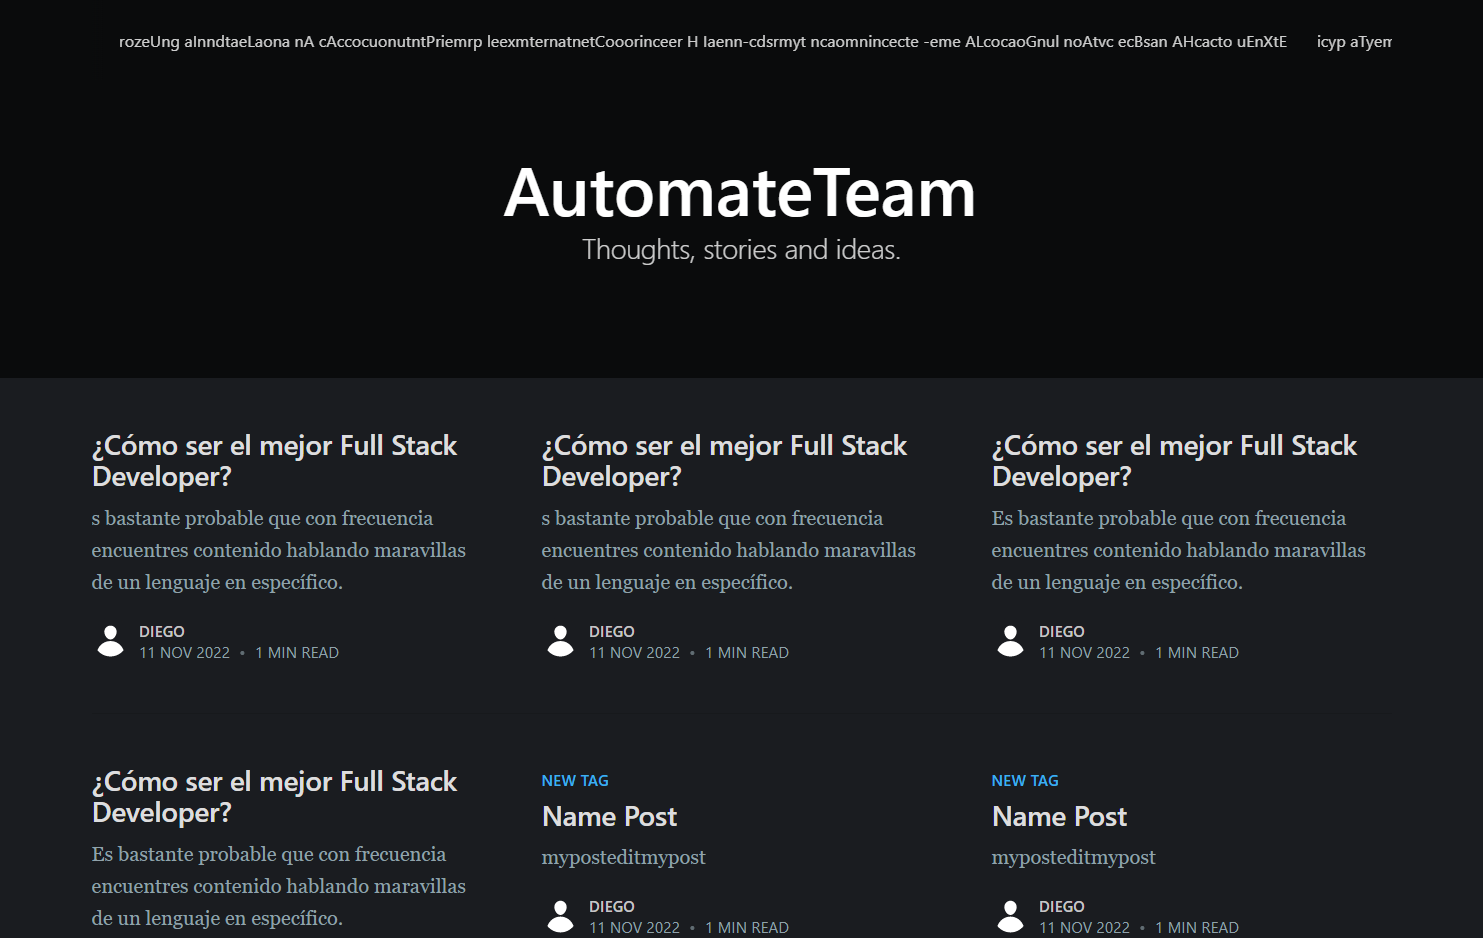 rozeUng aInndtaeLaona nA cAccocuonutntPriemrp leexmternatnetCooorinceer H Iaenn-cdsrmyt ncaomnincecte -eme ALcocaoGnul noAtvc ecBsan AHcacto uEnXtE icyp aTyem
AutomateTeam
Thoughts, stories and ideas.
¿Cómo ser el mejor Full Stack
Developer?
s bastante probable que con frecuencia
encuentres contenido hablando maravillas
de un lenguaje en específico.
DIEGO
11 NOV 2022 • 1 MIN READ
¿Cómo ser el mejor Full Stack
Developer?
s bastante probable que con frecuencia
encuentres contenido hablando maravillas
de un lenguaje en específico.
DIEGO
11 NOV 2022 • 1 MIN READ
¿Cómo ser el mejor Full Stack
Developer?
Es bastante probable que con frecuencia
encuentres contenido hablando maravillas
de un lenguaje en específico.
DIEGO
11 NOV 2022 • 1 MIN READ
¿Cómo ser el mejor Full Stack
Developer?
Es bastante probable que con frecuencia
encuentres contenido hablando maravillas
de un lenguaje en específico.
NEW TAG
Name Post
myposteditmypost
DIEGO
11 NOV 2022 • 1 MIN READ
NEW TAG
Name Post
myposteditmypost
DIEGO
11 NOV 2022 • 1 MIN READ